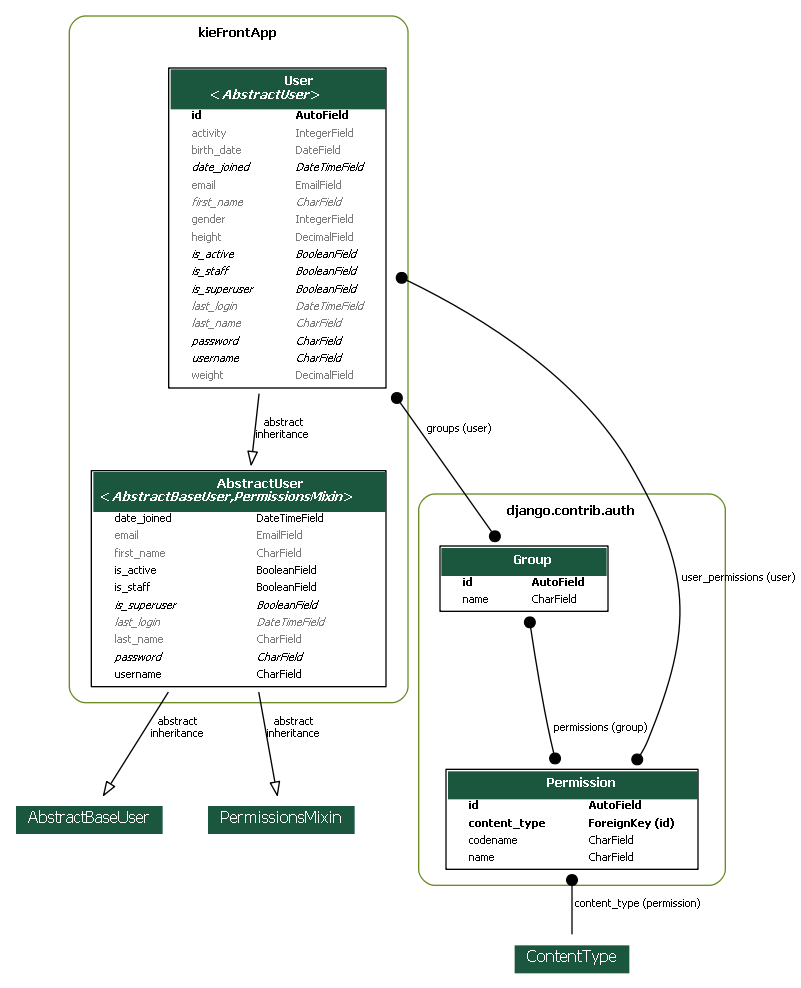 kieFrontApp
User
<AbstractUser>
id AutoField
activity IntegerField
birth_date DateField
date_joined DateTimeField
email EmailField
first_name CharField
gender IntegerField
height DecimalField
is_active BooleanField
is_staff BooleanField
is_superuser BooleanField
last_login DateTimeField
last_name CharField
password CharField
username CharField
weight DecimalField
abstract
inheritance
groups (user)
AbstractUser
<AbstractBaseUser,PermissionsMixin>
date_joined DateTimeField
email EmailField
first_name CharField
is_active BooleanField
is_staff BooleanField
is_superuser BooleanField
last_login DateTimeField
last_name CharField
password CharField
username CharField
abstract
inheritance
abstract
inheritance
AbstractBaseUser
PermissionsMixin
django.contrib.auth
Group
id AutoField
name CharField
user_permissions (user)
permissions (group)
Permission
id AutoField
content_type ForeignKey (id)
codename CharField
name CharField
content_type (permission)
ContentType